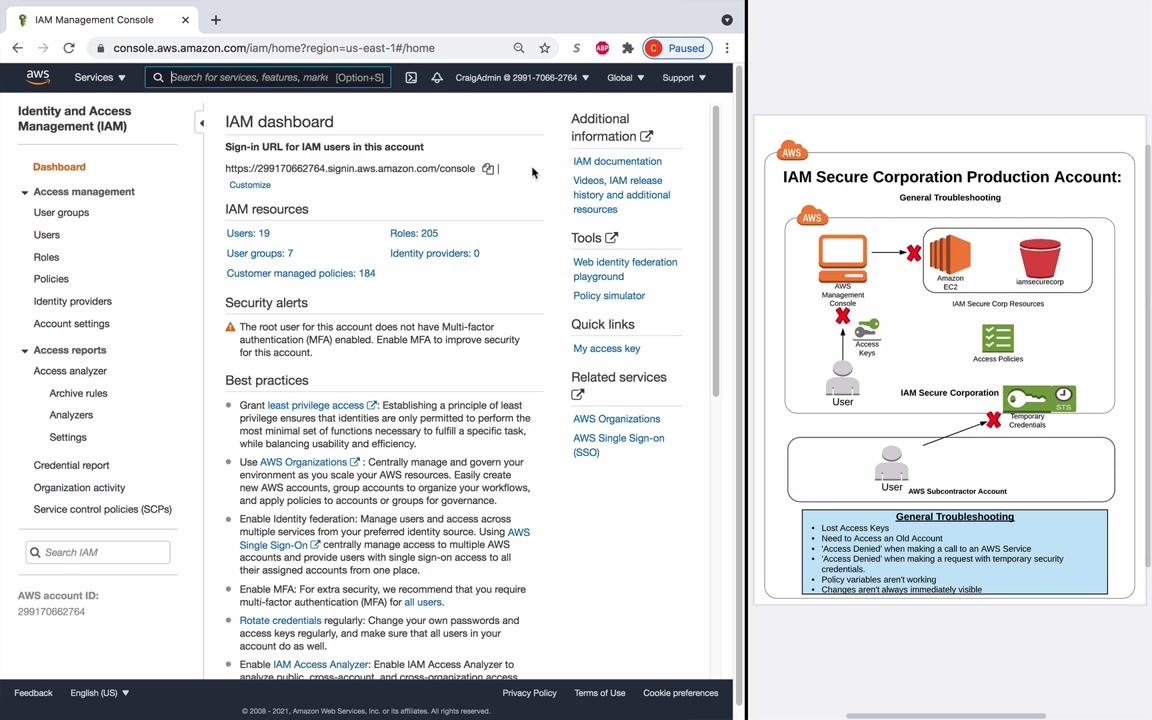 IAM Management Console
console.aws.amazon.com/iam/home?region=us-east-1#/home
S
ABP
C Paused
aws
Services
Search for services, features, marke [Option+S]
CraigAdmin @ 2991-7066-2764
Global
Support
Identity and Access
Management (IAM)
Dashboard
Access management
User groups
Users
Roles
Policies
Identity providers
Account settings
Access reports
Access analyzer
Archive rules
Analyzers
Settings
Credential report
Organization activity
Service control policies (SCPs)
Search IAM
AWS account ID:
299170662764
IAM dashboard
Sign-in URL for IAM users in this account
https://299170662764.signin.aws.amazon.com/console |
Customize
IAM resources
Users: 19
Roles: 205
User groups: 7
Identity providers: 0
Customer managed policies: 184
Security alerts
The root user for this account does not have Multi-factor
authentication (MFA) enabled. Enable MFA to improve security
for this account.
Best practices
Grant least privilege access : Establishing a principle of least
privilege ensures that identities are only permitted to perform the
most minimal set of functions necessary to fulfill a specific task,
while balancing usability and efficiency.
Use AWS Organizations : Centrally manage and govern your
environment as you scale your AWS resources. Easily create
new AWS accounts, group accounts to organize your workflows,
and apply policies to accounts or groups for governance.
Enable Identity federation: Manage users and access across
multiple services from your preferred identity source. Using AWS
Single Sign-On centrally manage access to multiple AWS
accounts and provide users with single sign-on access to all
their assigned accounts from one place.
Enable MFA: For extra security, we recommend that you require
multi-factor authentication (MFA) for all users.
Rotate credentials regularly: Change your own passwords and
access keys regularly, and make sure that all users in your
account do as well.
Enable IAM Access Analyzer: Enable IAM Access Analyzer to
analyze public, cross-account, and cross-organization access
Additional
information
IAM documentation
Videos, IAM release
history and additional
resources
Tools
Web identity federation
playground
Policy simulator
Quick links
My access key
Related services
AWS Organizations
AWS Single Sign-on
(SSO)
Feedback
English (US)
Privacy Policy
Terms of Use
Cookie preferences
© 2008 - 2021, Amazon Web Services, Inc. or its affiliates. All rights reserved.
AWS
IAM Secure Corporation Production Account:
General Troubleshooting
AWS
AWS
Management
Console
Amazon
EC2
iamsecurecorp
IAM Secure Corp Resources
Access
Keys
Access Policies
User
IAM Secure Corporation
STS
Temporary
Credentials
User
AWS Subcontractor Account
General Troubleshooting
Lost Access Keys
Need to Access an Old Account
'Access Denied' when making a call to an AWS Service
'Access Denied' when making a request with temporary security
credentials.
Policy variables aren't working
Changes aren't always immediately visible